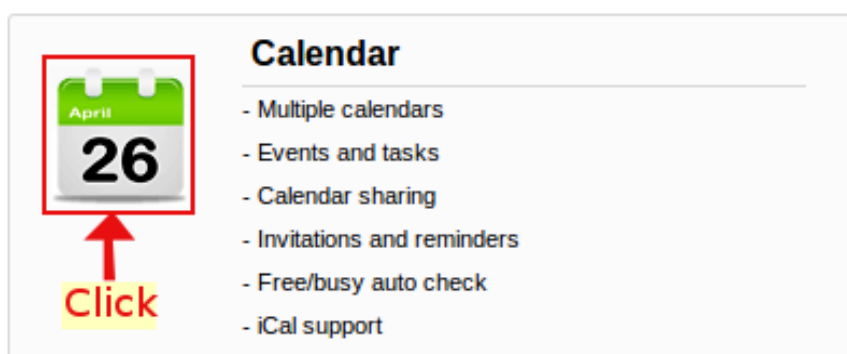 Calendar
April
26
- Multiple calendars
- Events and tasks
- Calendar sharing
- Invitations and reminders
- Free/busy auto check
- iCal support
Click